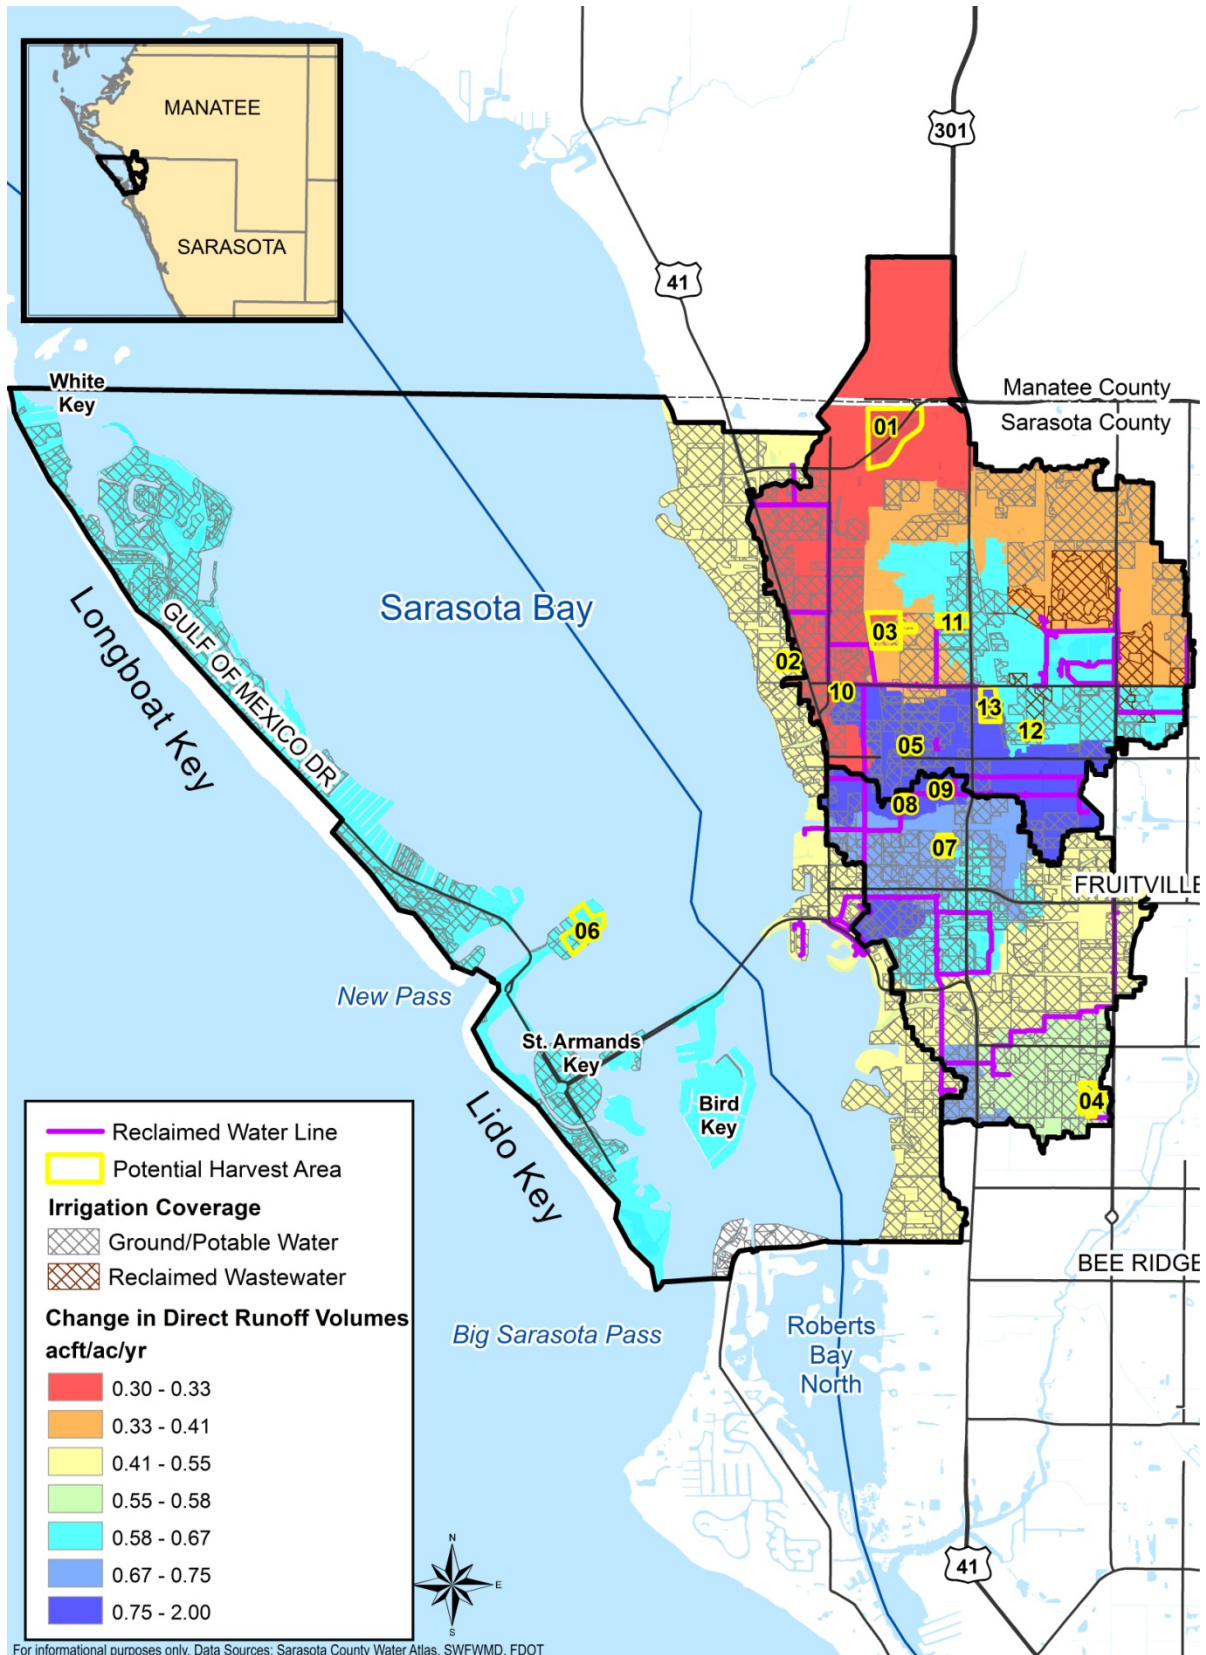 MANATEE
SARASOTA
301
41
White
Key
Manatee County
Sarasota County
01
Longboat Key
GULF OF MEXICO DR
Sarasota Bay
03
11
02
10
13
12
05
09
08
07
FRUITVILLE
06
New Pass
St. Armands
Key
Bird
Key
Lido Key
04
Reclaimed Water Line
Potential Harvest Area
Irrigation Coverage
Ground/Potable Water
Reclaimed Wastewater
Change in Direct Runoff Volumes
acft/ac/yr
0.30 - 0.33
0.33 - 0.41
0.41 - 0.55
0.55 - 0.58
0.58 - 0.67
0.67 - 0.75
0.75 - 2.00
BEE RIDGE
Big Sarasota Pass
Roberts
Bay
North
N
E
S
41
For informational purposes only. Data Sources: Sarasota County Water Atlas, SWFWMD, FDOT